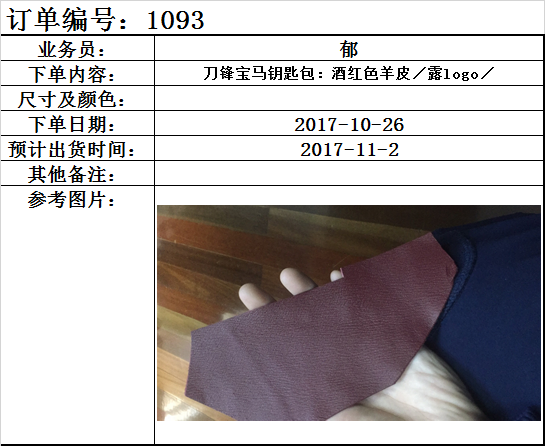 订单编号：1093
业务员： 郁
下单内容： 刀锋宝马钥匙包：酒红色羊皮／露logo／
尺寸及颜色：
下单日期： 2017-10-26
预计出货时间： 2017-11-2
其他备注：
参考图片：